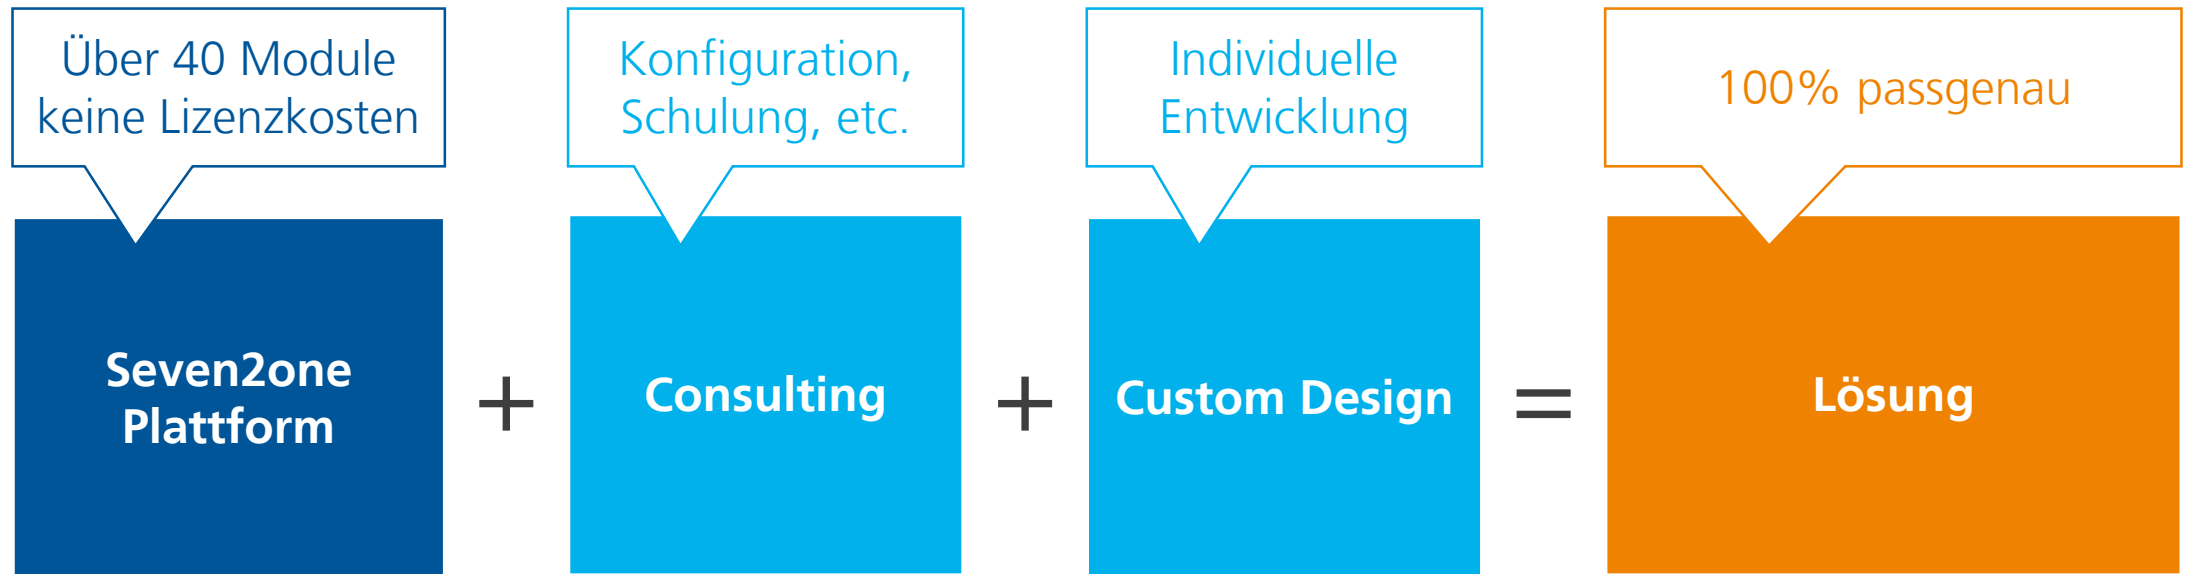 Über 40 Module
keine Lizenzkosten
Konfiguration,
Schulung, etc.
Individuelle
Entwicklung
100% passgenau
Seven2one
Plattform
+
Consulting
+
Custom Design
=
Lösung